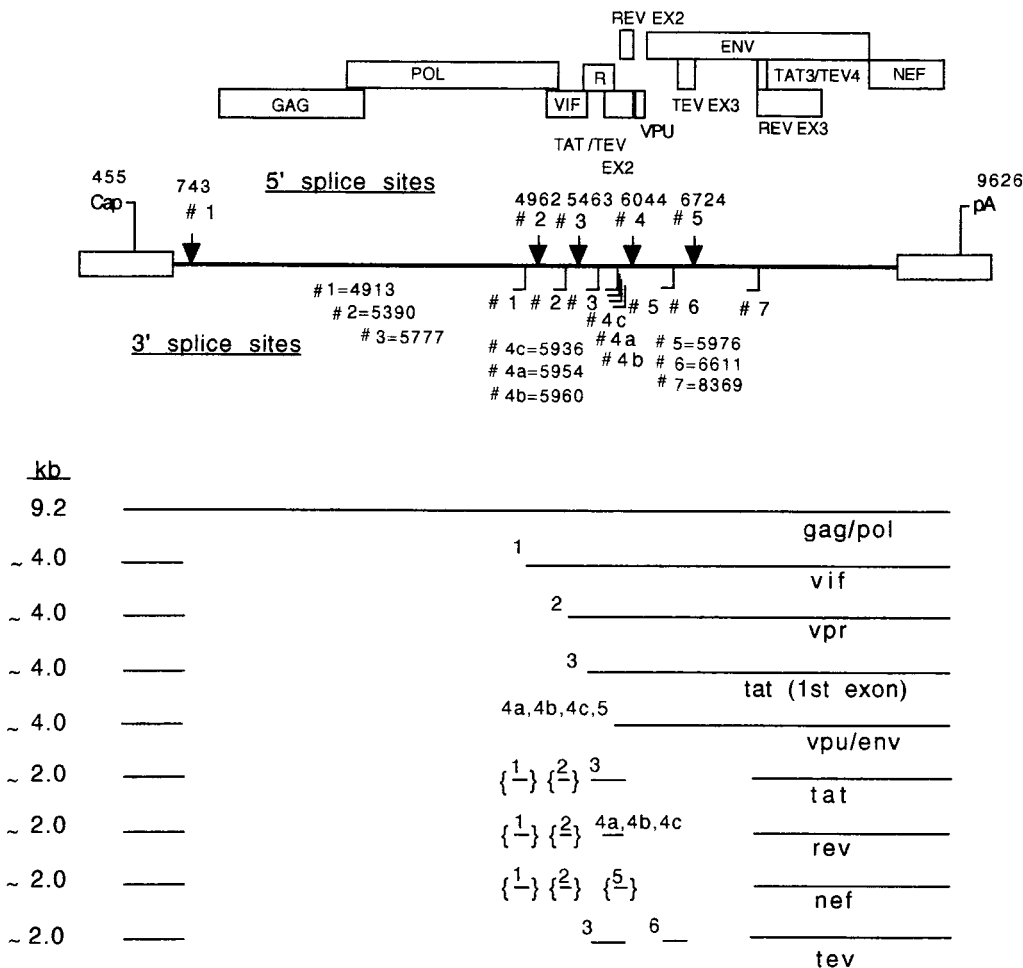 REV EX2
ENV
POL
R
TAT3/TEV4
NEF
GAG
VIF
TEV EX3
VPU
REV EX3
TAT/TEV
EX2
455
Cap
743
# 1
5' splice sites
4962 5463 6044 6724
# 2 # 3 # 4 # 5
9626
pA
#1=4913
#2=5390
#3=5777
3' splice sites
# 1 # 2 # 3 # 5 # 6 # 7
# 4c
#4a
# 4b
# 4c=5936
# 4a=5954
# 4b=5960
# 5=5976
# 6=6611
# 7=8369
kb
9.2
gag/pol
~ 4.0
1
vif
~ 4.0
2
vpr
~ 4.0
3
tat (1st exon)
~ 4.0
4a,4b,4c,5
vpu/env
~ 2.0
{1} {2} 3
tat
~ 2.0
{1} {2} 4a,4b,4c
rev
~ 2.0
{1} {2} {5}
nef
~2.0
3 6
tev